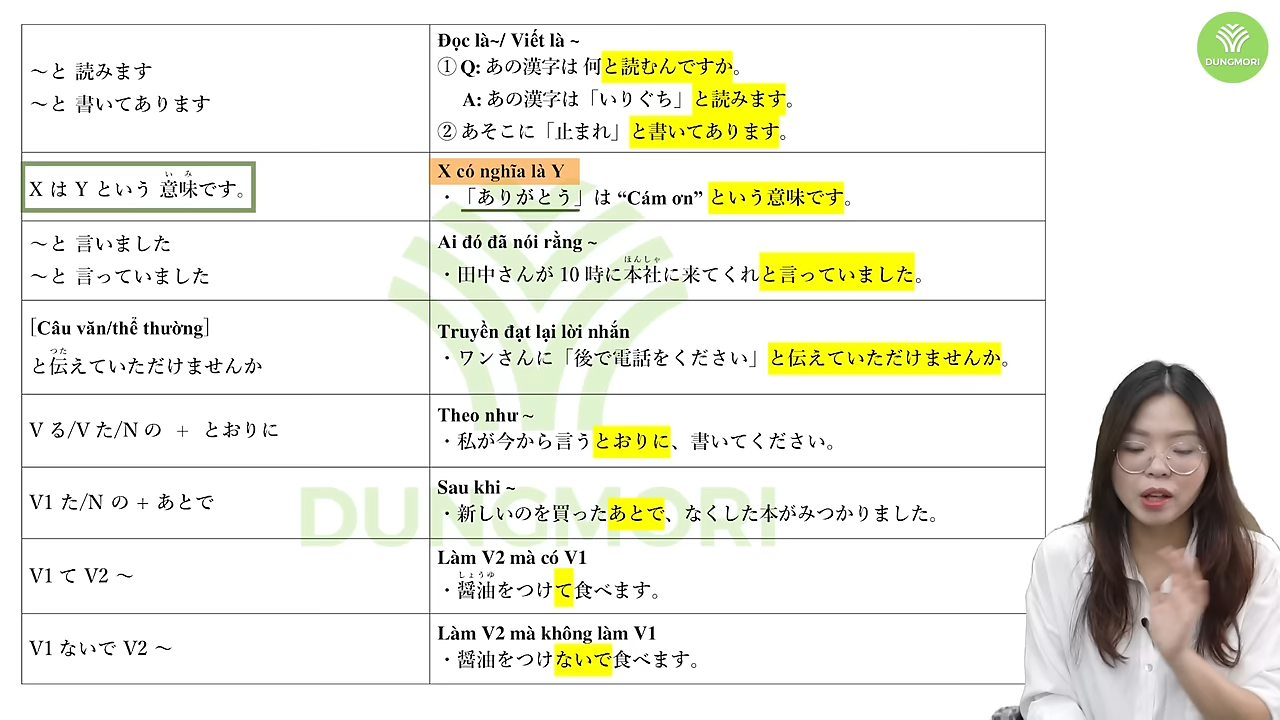 DUNGMORI
～と 読みます
～と 書いてあります
Đọc là~/ Viết là ~
① Q: あの漢字は 何と読むんですか。
A: あの漢字は「いりぐち」と読みます。
② あそこに「止まれ」と書いてあります。
X は Y という 意味です。
いみ
X có nghĩa là Y
・「ありがとう」は “Cám ơn” という意味です。
～と 言いました
～と 言っていました
Ai đó đã nói rằng ~
ほんしゃ
・田中さんが 10 時に本社に来てくれと言っていました。
[Câu văn/thể thường]
つた
と伝えていただけませんか
Truyền đạt lại lời nhắn
・ワンさんに「後で電話をください」と伝えていただけませんか。
V る/V た/N の + とおりに
Theo như ~
・私が今から言うとおりに、書いてください。
V1 た/N の + あとで
Sau khi ~
・新しいのを買ったあとで、なくした本がみつかりました。
DUNGMORI
V1 て V2 ～
Làm V2 mà có V1
しょうゆ
・醤油をつけて食べます。
V1 ないで V2 ～
Làm V2 mà không làm V1
・醤油をつけないで食べます。